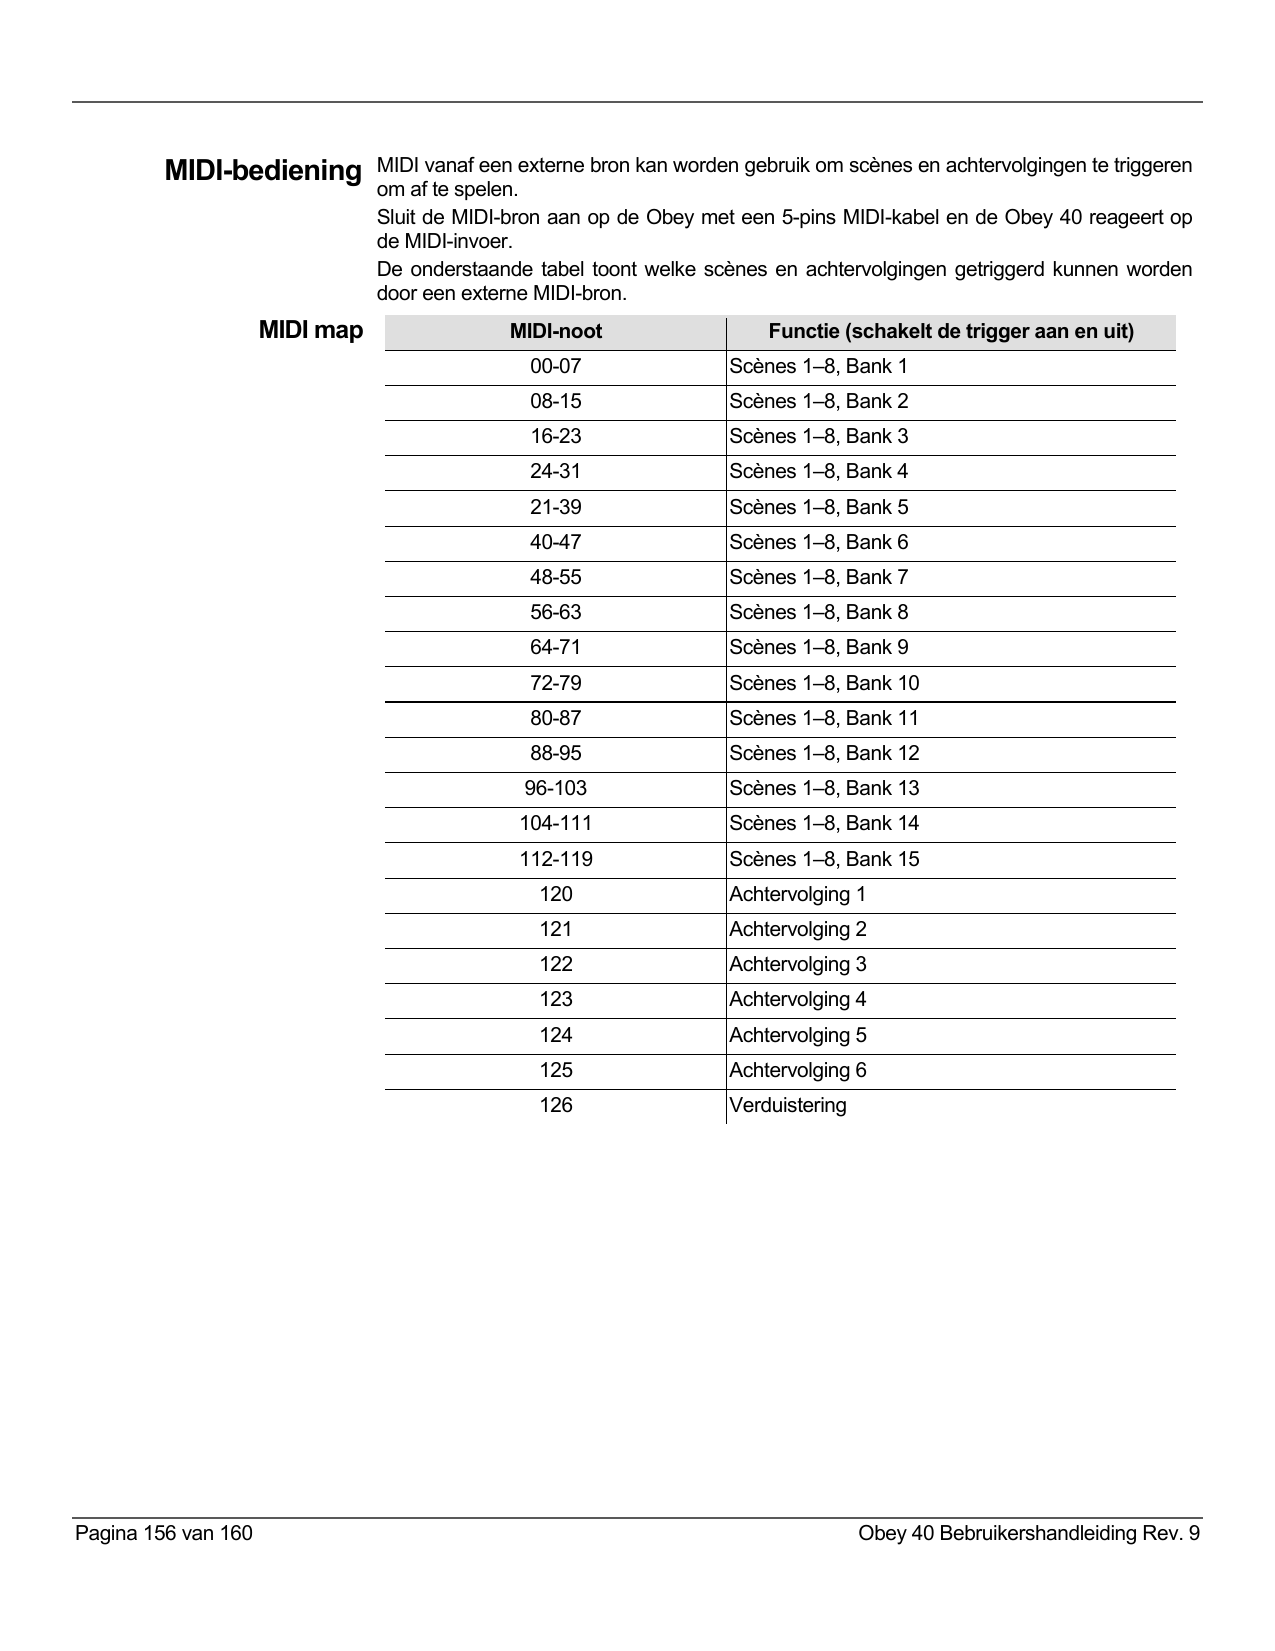 MIDI-bediening
MIDI vanaf een externe bron kan worden gebruik om scènes en achtervolgingen te triggeren
om af te spelen.
Sluit de MIDI-bron aan op de Obey met een 5-pins MIDI-kabel en de Obey 40 reageert op
de MIDI-invoer.
De onderstaande tabel toont welke scènes en achtervolgingen getriggerd kunnen worden
door een externe MIDI-bron.
MIDI map
MIDI-noot Functie (schakelt de trigger aan en uit)
00-07 Scènes 1–8, Bank 1
08-15 Scènes 1–8, Bank 2
16-23 Scènes 1–8, Bank 3
24-31 Scènes 1–8, Bank 4
21-39 Scènes 1–8, Bank 5
40-47 Scènes 1–8, Bank 6
48-55 Scènes 1–8, Bank 7
56-63 Scènes 1–8, Bank 8
64-71 Scènes 1–8, Bank 9
72-79 Scènes 1–8, Bank 10
80-87 Scènes 1–8, Bank 11
88-95 Scènes 1–8, Bank 12
96-103 Scènes 1–8, Bank 13
104-111 Scènes 1–8, Bank 14
112-119 Scènes 1–8, Bank 15
120 Achtervolging 1
121 Achtervolging 2
122 Achtervolging 3
123 Achtervolging 4
124 Achtervolging 5
125 Achtervolging 6
126 Verduistering
Pagina 156 van 160 Obey 40 Bebruikershandleiding Rev. 9